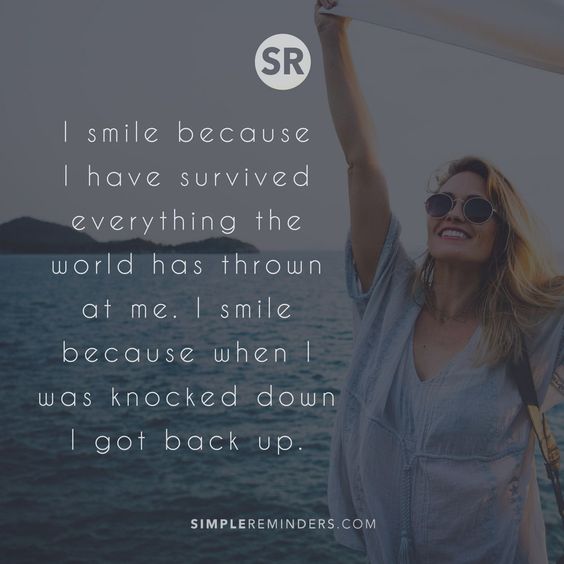 SR
I smile because
I have survived
everything the
world has thrown
at me. I smile
because when I
was knocked down
I got back up.
SIMPLEREMINDERS.COM